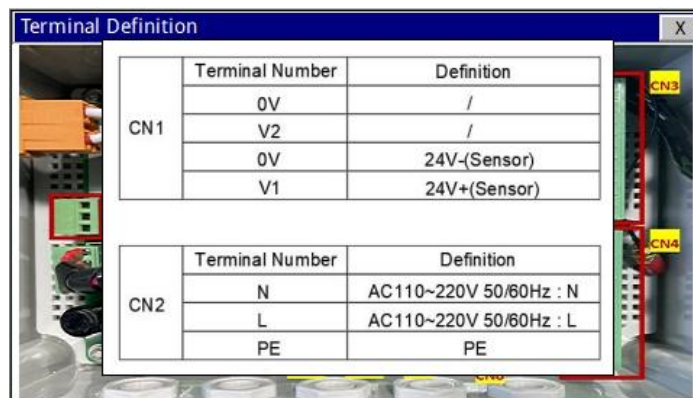 Terminal Definition X
Terminal Number Definition
CN3
0V /
CN1 V2 /
0V 24V-(Sensor)
V1 24V+(Sensor)
CN4
Terminal Number Definition
N AC110~220V 50/60Hz : N
CN2 L AC110~220V 50/60Hz : L
PE PE